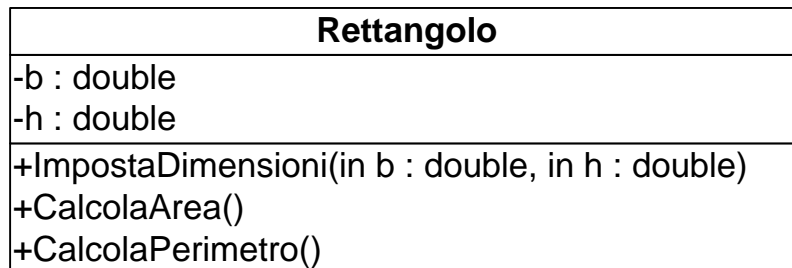 Rettangolo
-b : double
-h : double
+ImpostaDimensioni(in b : double, in h : double)
+CalcolaArea()
+CalcolaPerimetro()